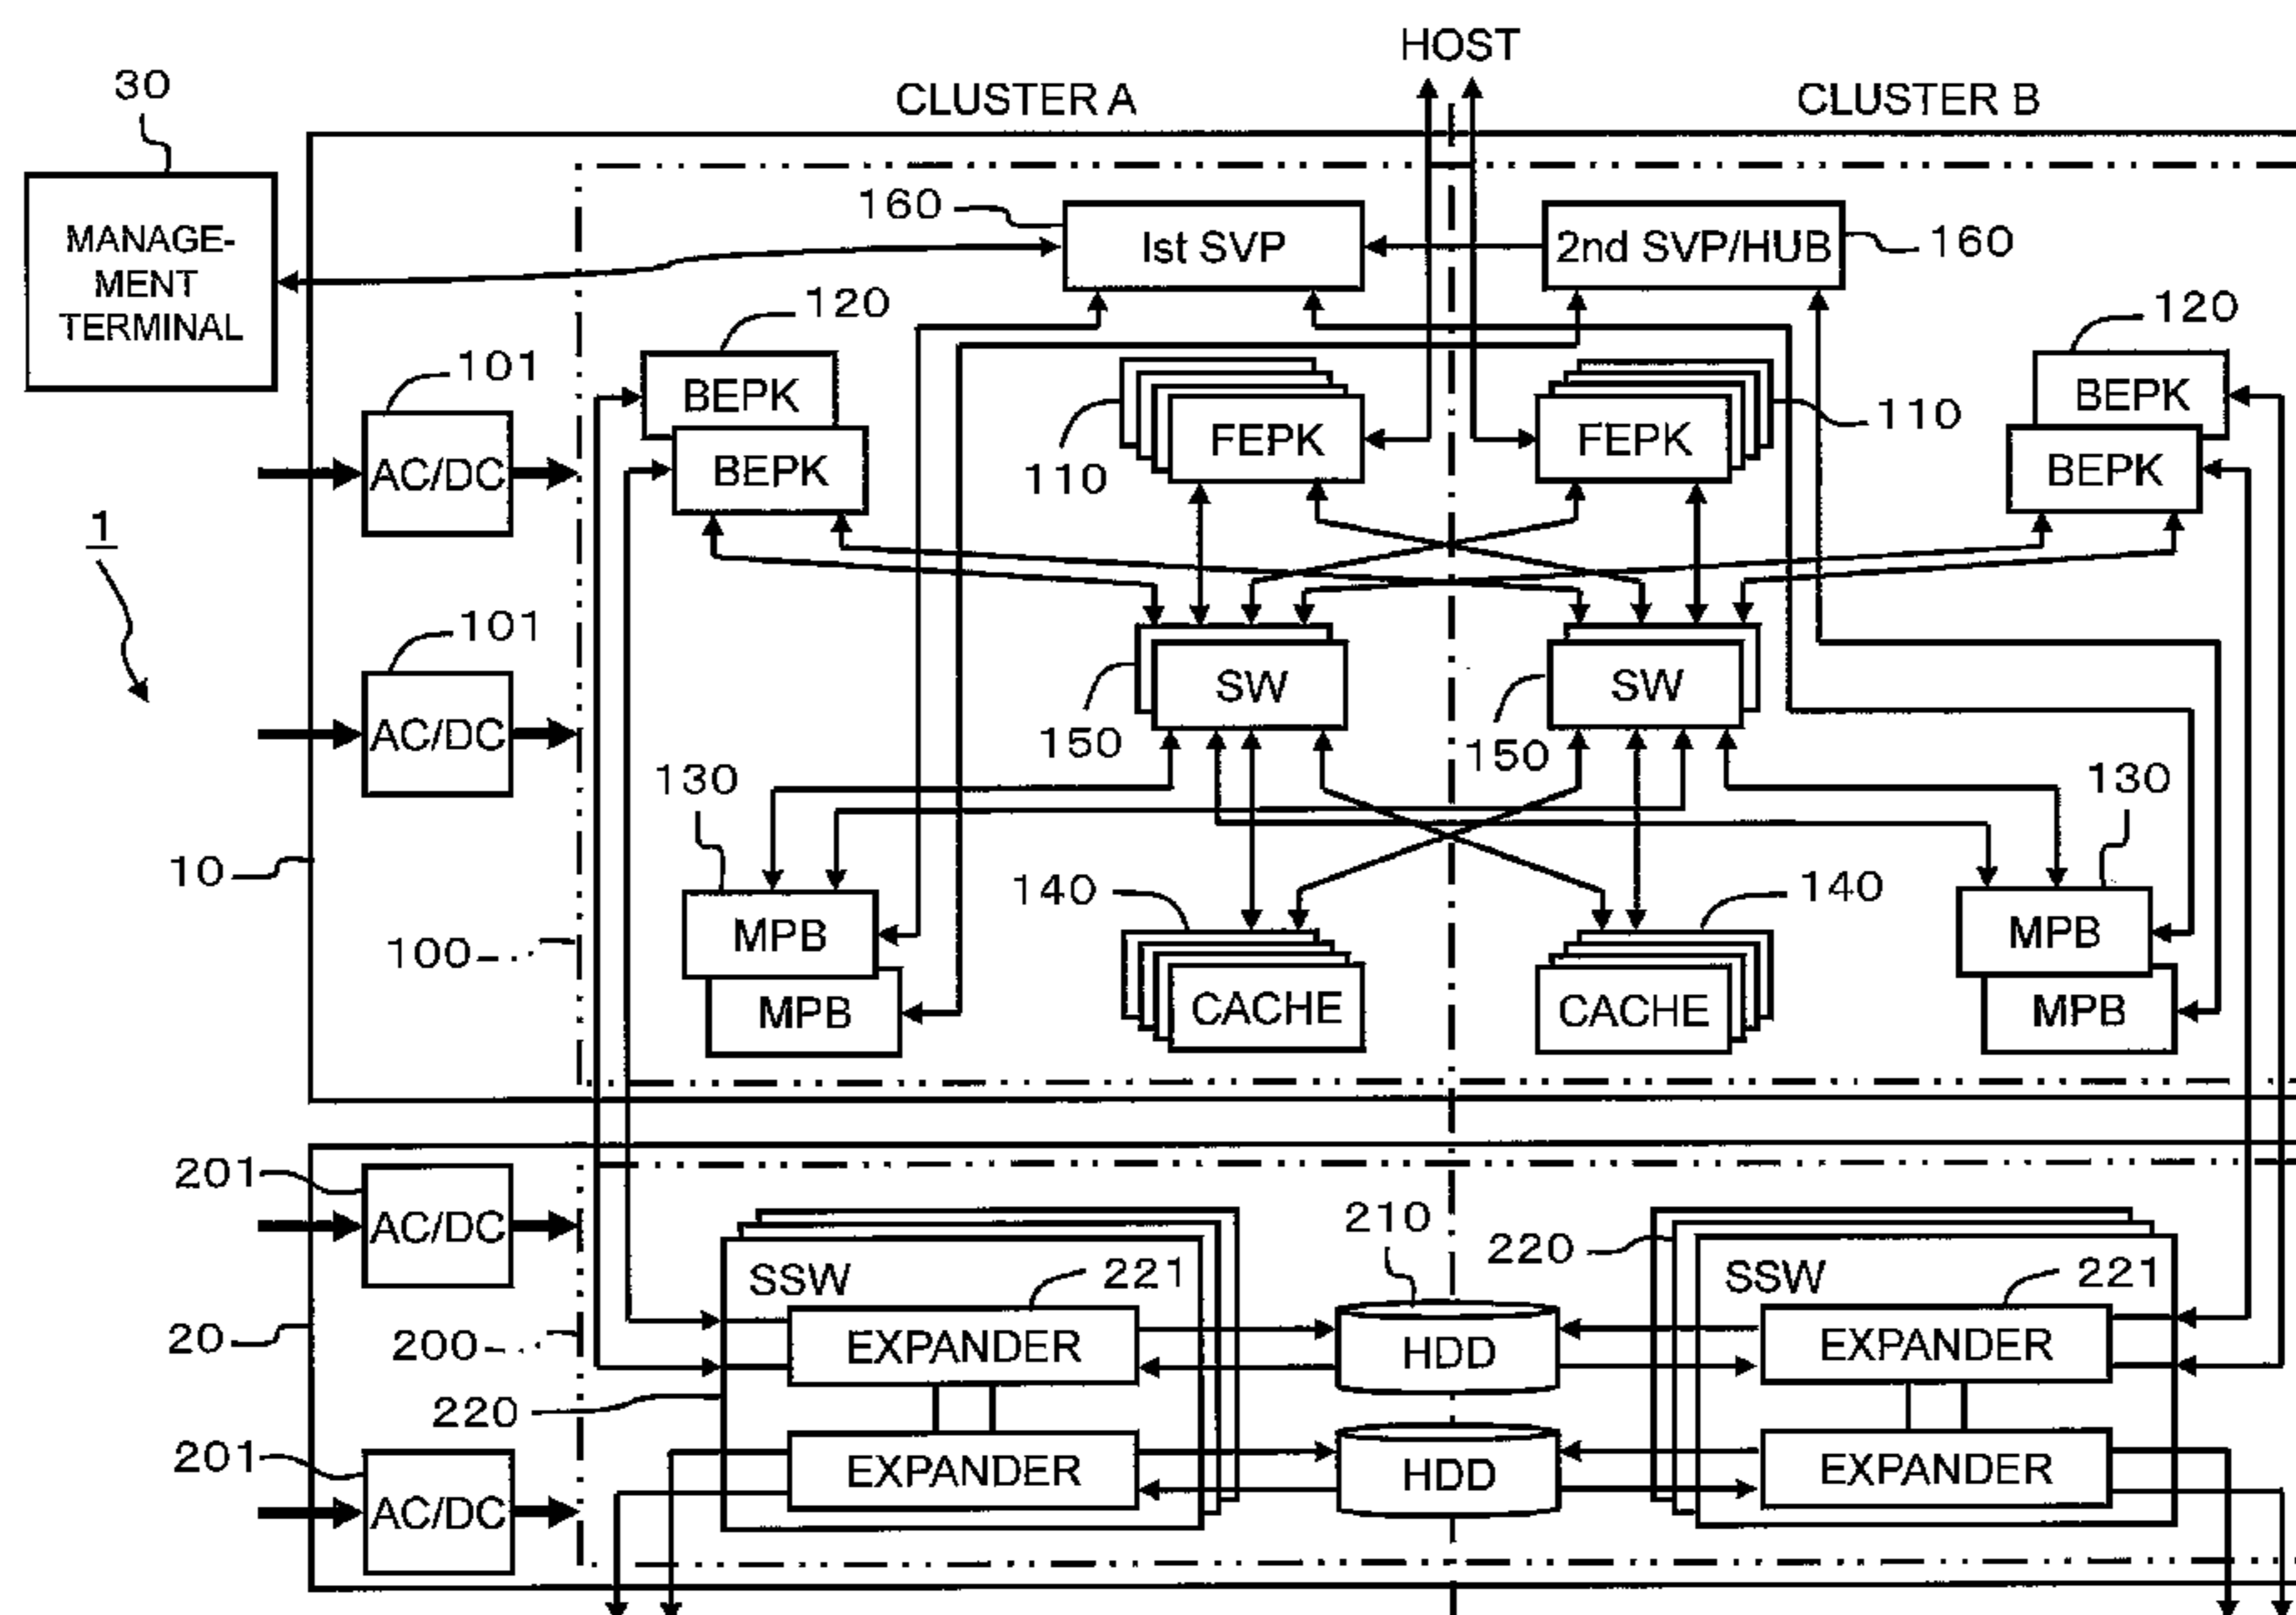 HOST
30
CLUSTER A
CLUSTER B
MANAGE-
MENT
TERMINAL
160
Ist SVP
2nd SVP/HUB
160
120
120
101
BEPK
BEPK
110
FEPK
FEPK
110
BEPK
BEPK
AC/DC
1
101
AC/DC
150
SW
150
SW
130
130
10
140
140
100
MPB
MPB
CACHE
CACHE
MPB
MPB
201
AC/DC
210
220
SSW
221
SSW
221
20
200
EXPANDER
HDD
EXPANDER
220
201
EXPANDER
HDD
EXPANDER
AC/DC